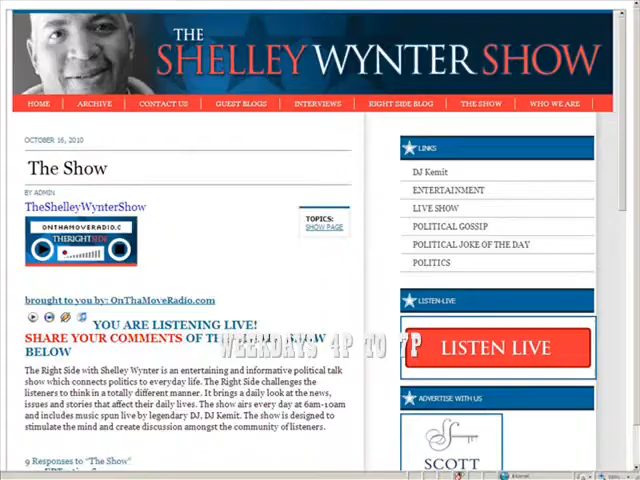 THE
SHELLEY WYNTER SHOW
HOME ARCHIVE CONTACT US GUEST BLOGS INTERVIEWS RIGHT SIDE BLOG THE SHOW WHO WE ARE
OCTOBER 16, 2010
The Show
BY ADMIN
TheShelleyWynterShow
ONTHAMOVERADIO.C
THERIGHTSIDE
TOPICS:
SHOW PAGE
brought to you by: OnThaMoveRadio.com
YOU ARE LISTENING LIVE!
SHARE YOUR COMMENTS OF THE SHOW
BELOW
WEEKDAYS 4P TO 7P
The Right Side with Shelley Wynter is an entertaining and informative political talk
show which connects politics to everyday life. The Right Side challenges the
listeners to think in a totally different manner. It brings a daily look at the news,
issues and stories that affect their daily lives. The show airs every day at 6am-10am
and includes music spun live by legendary DJ, DJ Kemit. The show is designed to
stimulate the mind and create discussion amongst the community of listeners.
9 Responses to "The Show"
LINKS
DJ Kemit
ENTERTAINMENT
LIVE SHOW
POLITICAL GOSSIP
POLITICAL JOKE OF THE DAY
POLITICS
LISTEN-LIVE
LISTEN LIVE
ADVERTISE WITH US
SCOTT